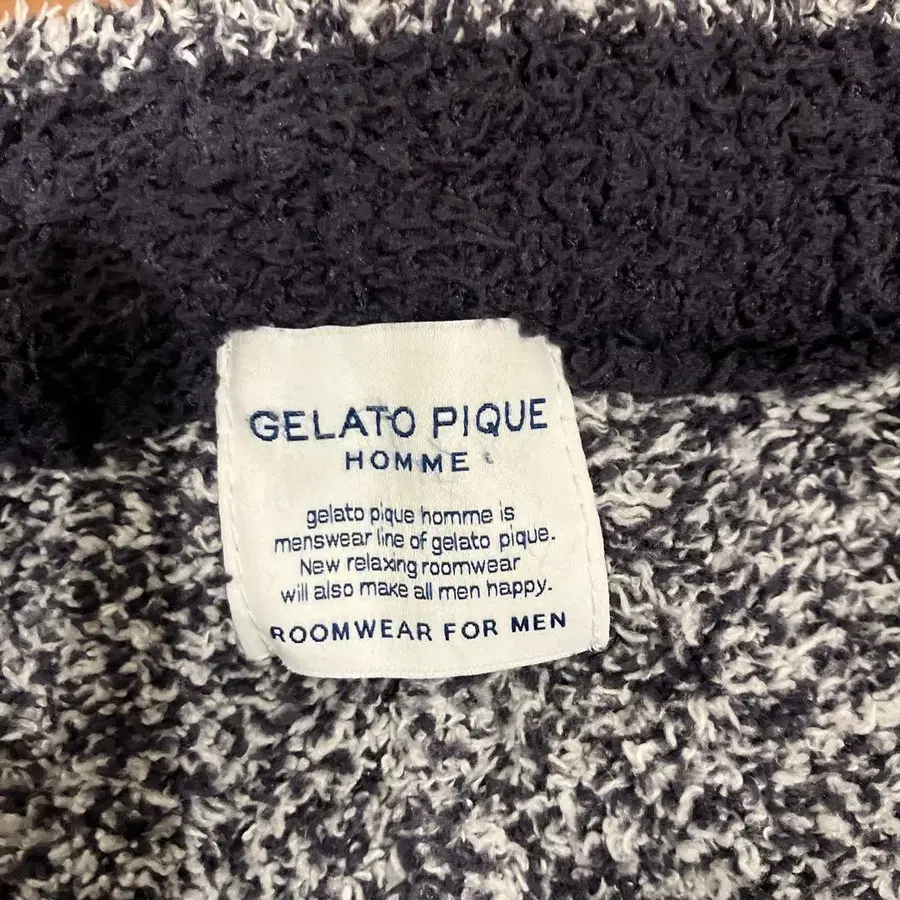 GELATO PIQUE
HOMME
gelato pique homme is
menswear line of gelato pique.
New relaxing roomwear
will also make all men happy.
ROOMWEAR FOR MEN